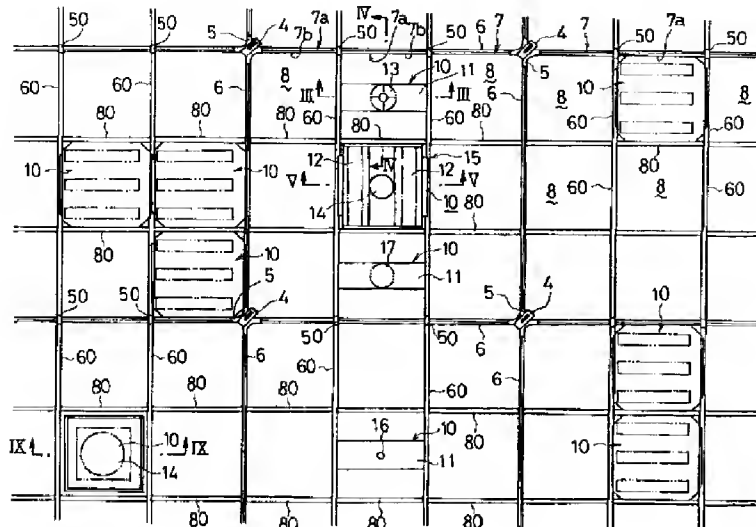 50 50 5 4 7a IV 7a 50 6 4 7 50 7a 50
7b 7b 7
60 60 6 8 13 10 11 8 5 10 8
III III 6 60 60
80 80 60 80 60 80 80
12 IV 12 15 60 8 60
10 10 V V 8
14 10 80
80 17 10
10 11
5 4 5 4 10
50 50 50 50 6
60 60 6 60 60 6
80 80 80 80
IX 10 IX 16 10 10
14 11
80 80 80 80